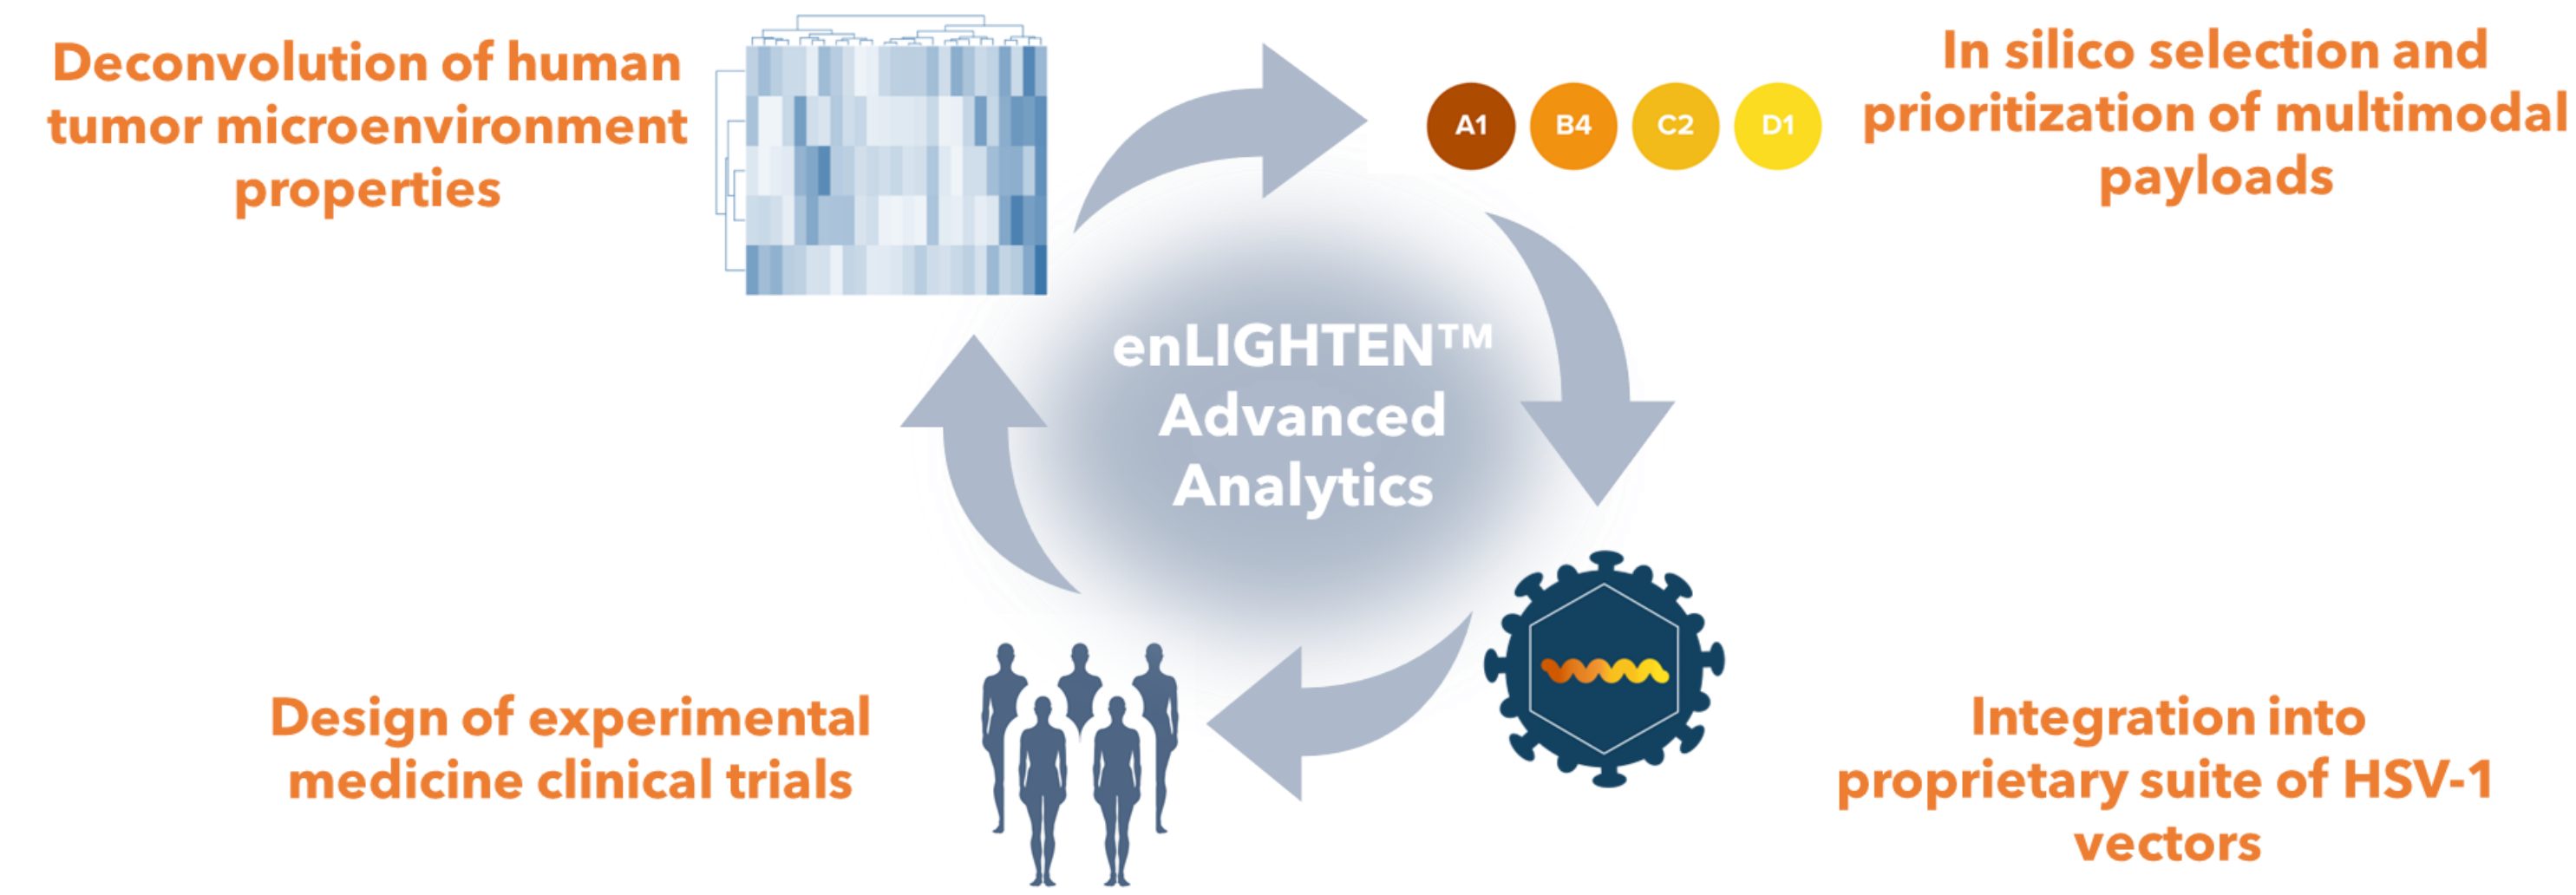 Deconvolution of human
tumor microenvironment
properties
A1 B4 C2 D1
In silico selection and
prioritization of multimodal
payloads
enLIGHTEN™
Advanced
Analytics
Design of experimental
medicine clinical trials
Integration into
proprietary suite of HSV-1
vectors